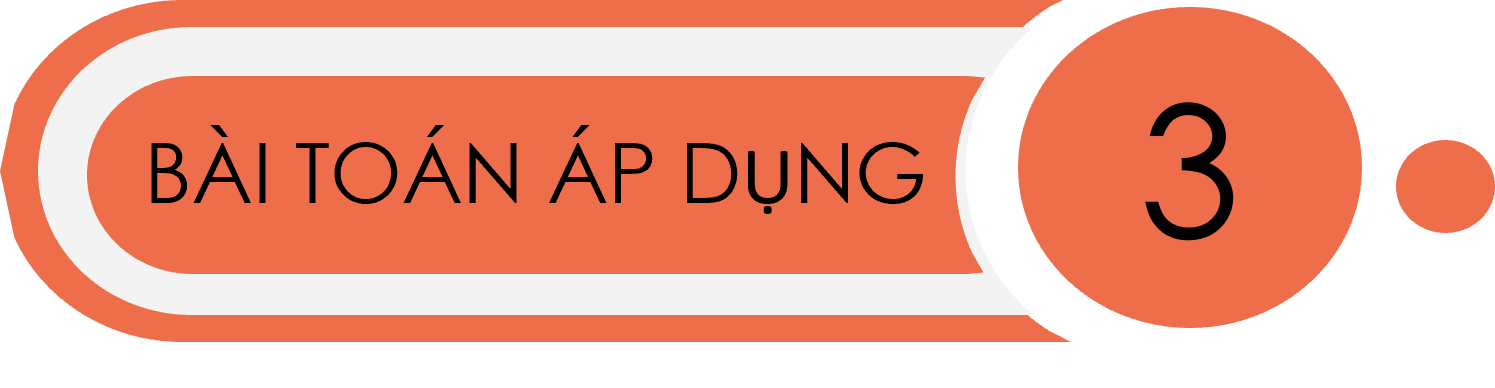 BÀI TOÁN ÁP DỤNG 3